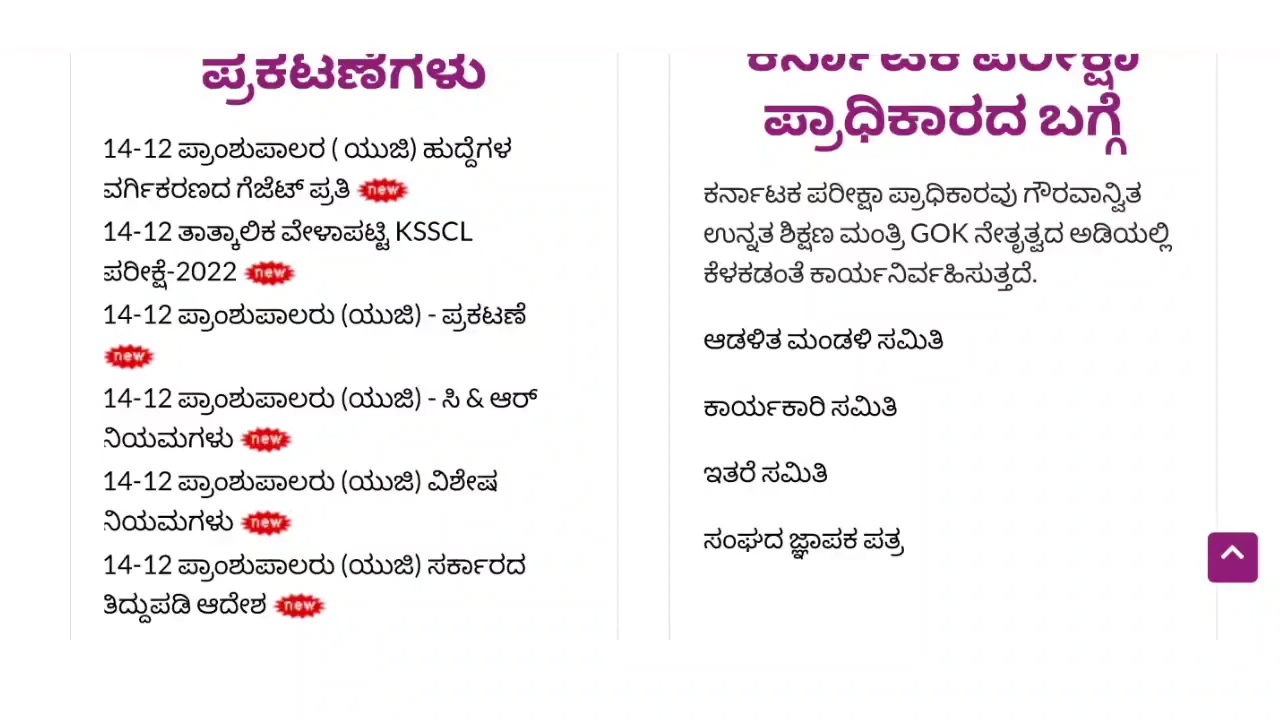 ಪ್ರಕಟಣೆಗಳು
14-12 ಪ್ರಾಂಶುಪಾಲರ ( ಯುಜಿ) ಹುದ್ದೆಗಳ
ವರ್ಗಿಕರಣದ ಗೆಜೆಟ್ ಪ್ರತಿ new
14-12 ತಾತ್ಕಾಲಿಕ ವೇಳಾಪಟ್ಟಿ KSSCL
ಪರೀಕ್ಷೆ-2022 new
14-12 ಪ್ರಾಂಶುಪಾಲರು (ಯುಜಿ) - ಪ್ರಕಟಣೆ
new
14-12 ಪ್ರಾಂಶುಪಾಲರು (ಯುಜಿ) - ಸಿ & ಆರ್
ನಿಯಮಗಳು new
14-12 ಪ್ರಾಂಶುಪಾಲರು (ಯುಜಿ) ವಿಶೇಷ
ನಿಯಮಗಳು new
14-12 ಪ್ರಾಂಶುಪಾಲರು (ಯುಜಿ) ಸರ್ಕಾರದ
ತಿದ್ದುಪಡಿ ಆದೇಶ new
ಕರ್ನಾಟಕ ಪರೀಕ್ಷಾ
ಪ್ರಾಧಿಕಾರದ ಬಗ್ಗೆ
ಕರ್ನಾಟಕ ಪರೀಕ್ಷಾ ಪ್ರಾಧಿಕಾರವು ಗೌರವಾನ್ವಿತ
ಉನ್ನತ ಶಿಕ್ಷಣ ಮಂತ್ರಿ GOK ನೇತೃತ್ವದ ಅಡಿಯಲ್ಲಿ
ಕೆಳಕಡಂತೆ ಕಾರ್ಯನಿರ್ವಹಿಸುತ್ತದೆ.
ಆಡಳಿತ ಮಂಡಳಿ ಸಮಿತಿ
ಕಾರ್ಯಕಾರಿ ಸಮಿತಿ
ಇತರೆ ಸಮಿತಿ
ಸಂಘದ ಜ್ಞಾಪಕ ಪತ್ರ